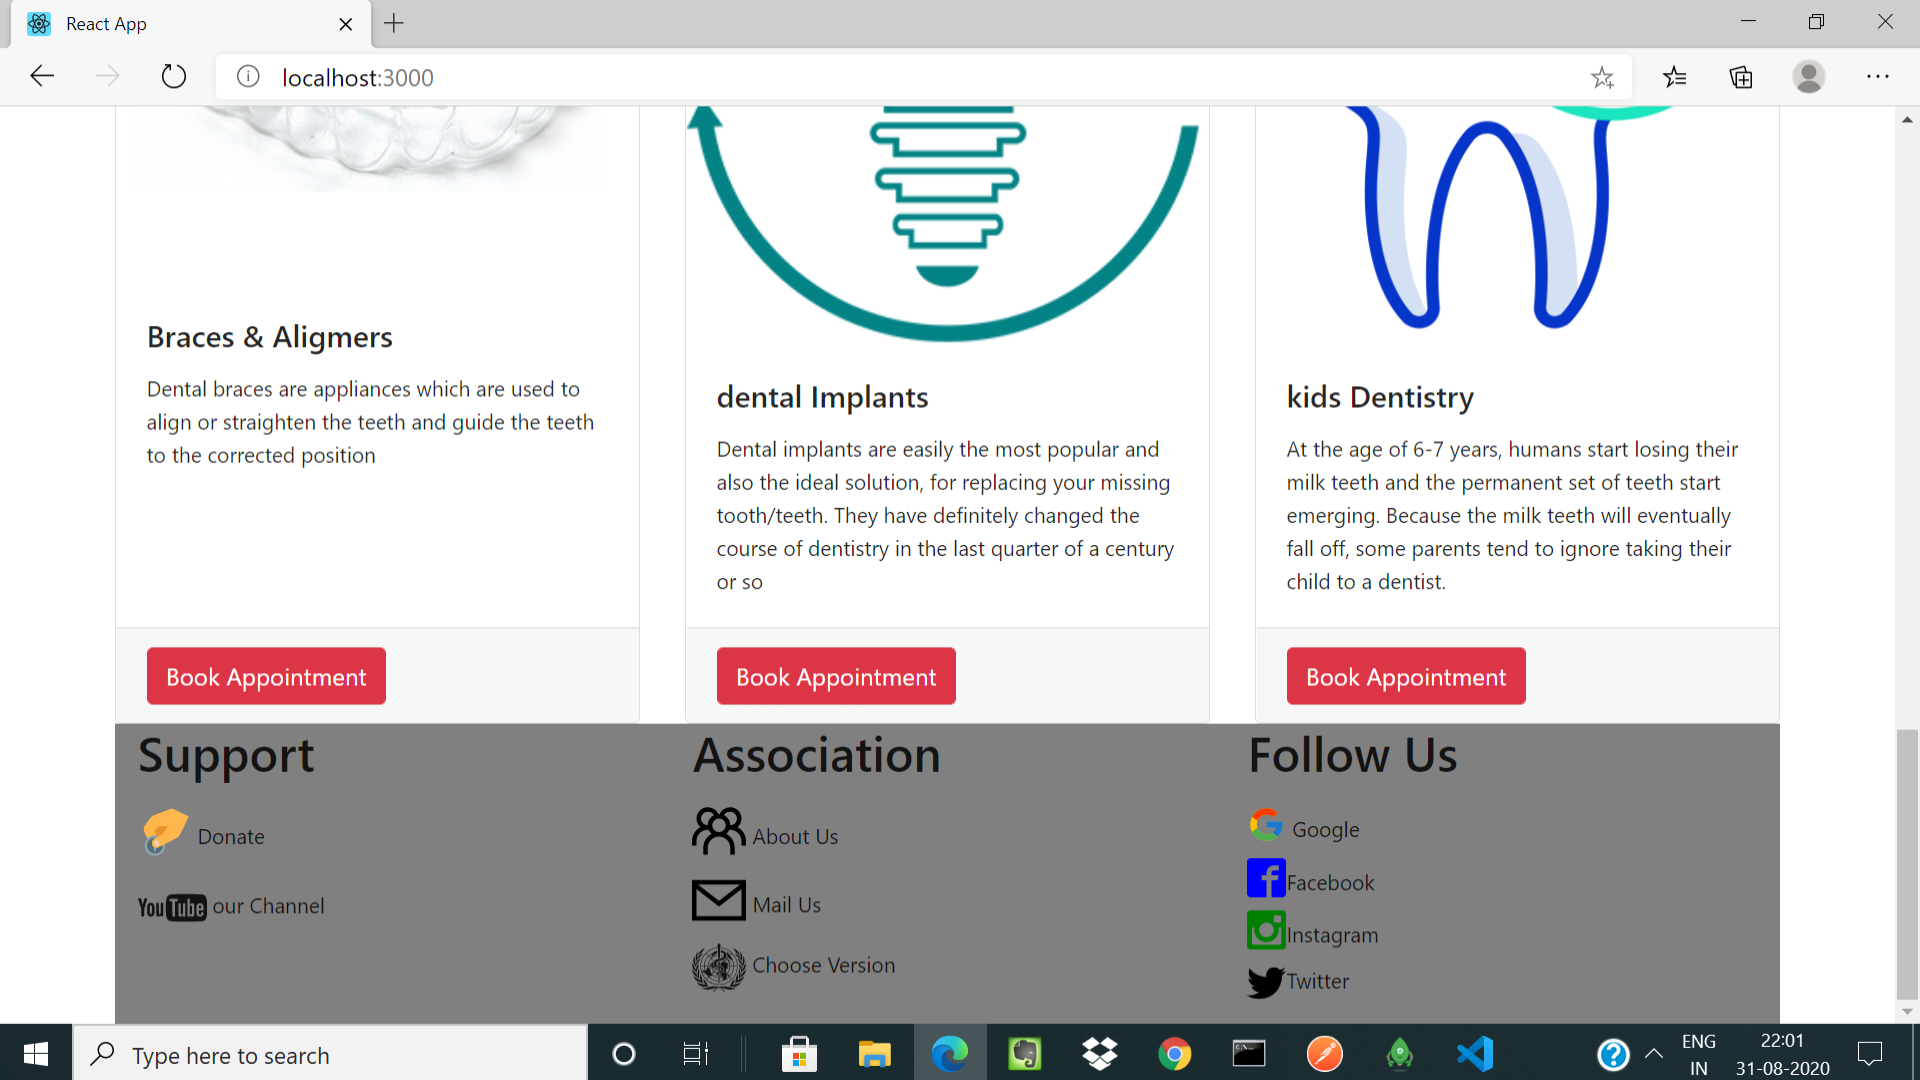 React App
localhost:3000
Braces & Aligmers
Dental braces are appliances which are used to
align or straighten the teeth and guide the teeth
to the corrected position
Book Appointment
dental Implants
Dental implants are easily the most popular and
also the ideal solution, for replacing your missing
tooth/teeth. They have definitely changed the
course of dentistry in the last quarter of a century
or so
Book Appointment
kids Dentistry
At the age of 6-7 years, humans start losing their
milk teeth and the permanent set of teeth start
emerging. Because the milk teeth will eventually
fall off, some parents tend to ignore taking their
child to a dentist.
Book Appointment
Support
Donate
YouTube our Channel
Association
About Us
Mail Us
Choose Version
Follow Us
Google
Facebook
Instagram
Twitter
Type here to search
ENG
IN
22:01
31-08-2020